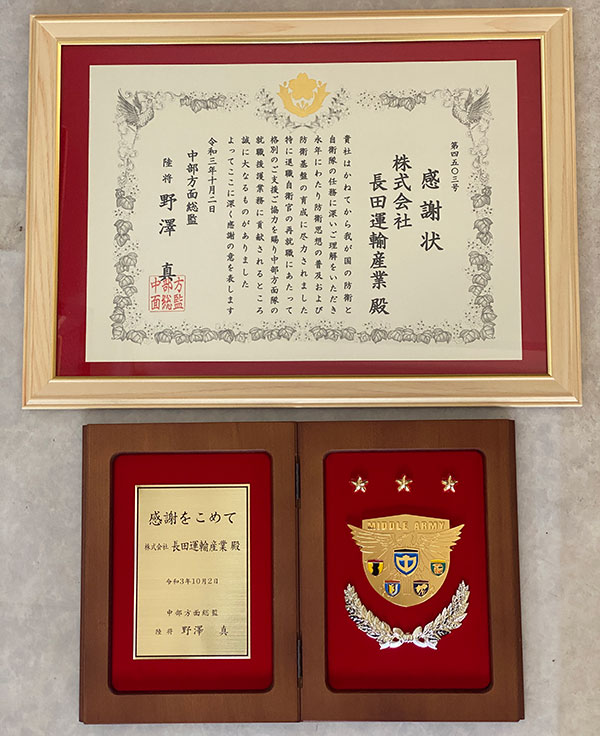 第四五〇三号
感謝状
株式会社
長田運輸産業 殿
貴社はかねてから我が国の防衛と
自衛隊の任務に深いご理解をいただき
永年にわたり防衛思想の普及および
防衛基盤の育成に尽力されました
特に退職自衛官の再就職にあたって
格別のご支援ご協力を賜り中部方面隊の
就職援護業務に貢献されるところ
誠に大なるものがありました
よってここに深く感謝の意を表します
令和三年十月二日
中部方面総監
陸将 野澤 真
中部方
面総監
感謝をこめて
株式会社 長田運輸産業 殿
令和3年10月2日
中部方面総監
陸将 野澤 真
MIDDLE ARMY